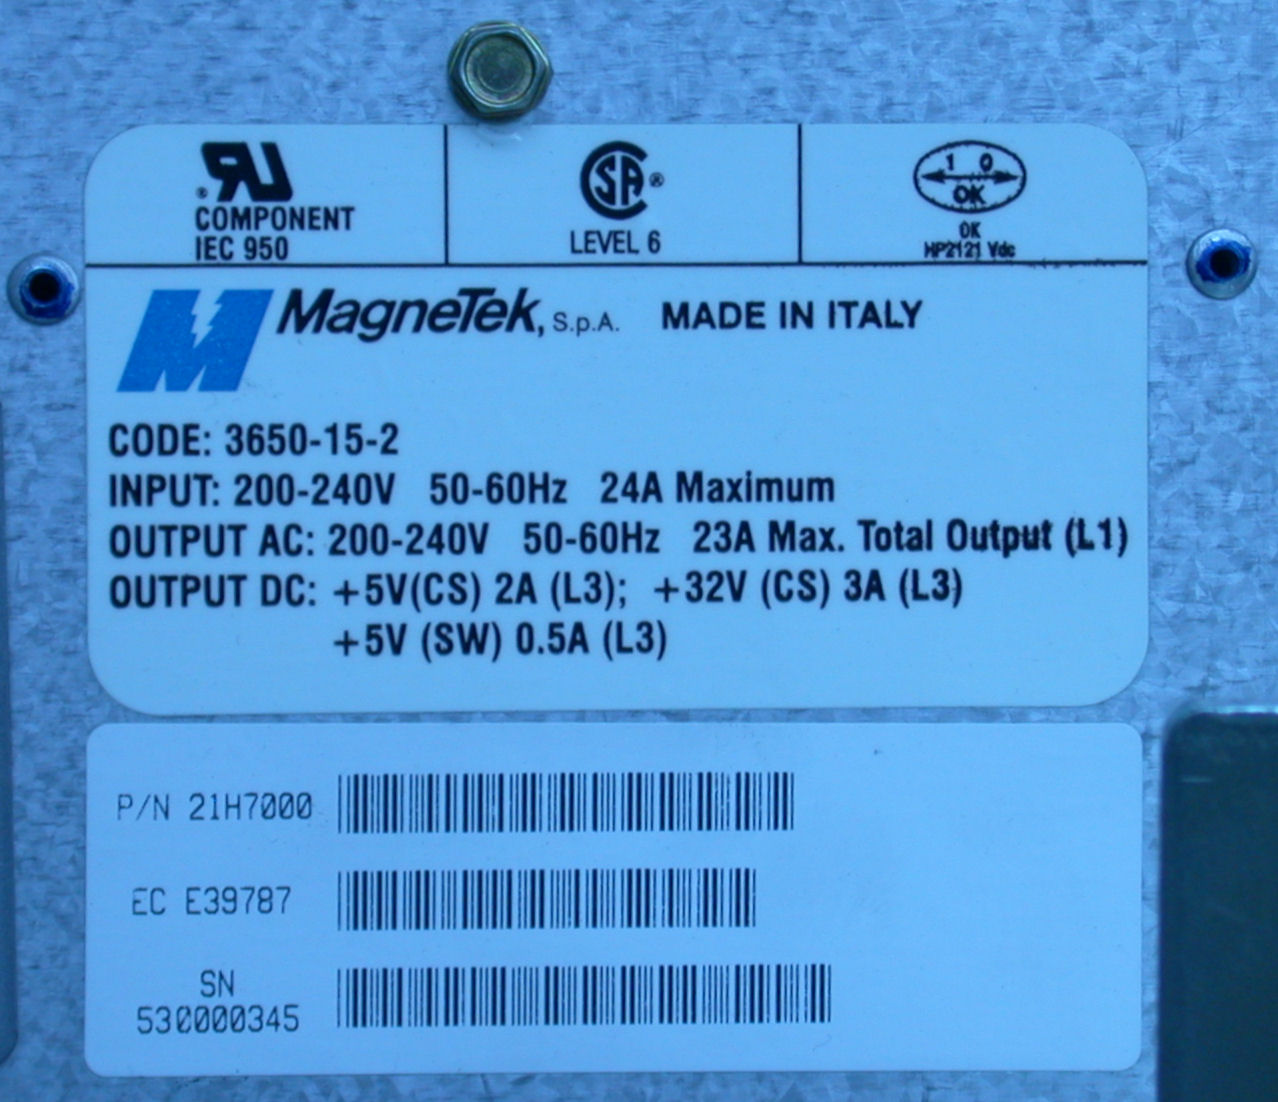 ® RU
COMPONENT
IEC 950
SA ®
LEVEL 6
1 0
OK
OK
HP2121 Vdc
MagneTek, S.p.A. MADE IN ITALY
CODE: 3650-15-2
INPUT: 200-240V 50-60Hz 24A Maximum
OUTPUT AC: 200-240V 50-60Hz 23A Max. Total Output (L1)
OUTPUT DC: +5V(CS) 2A (L3); +32V (CS) 3A (L3)
+5V (SW) 0.5A (L3)
P/N 21H7000
EC E39787
SN
530000345